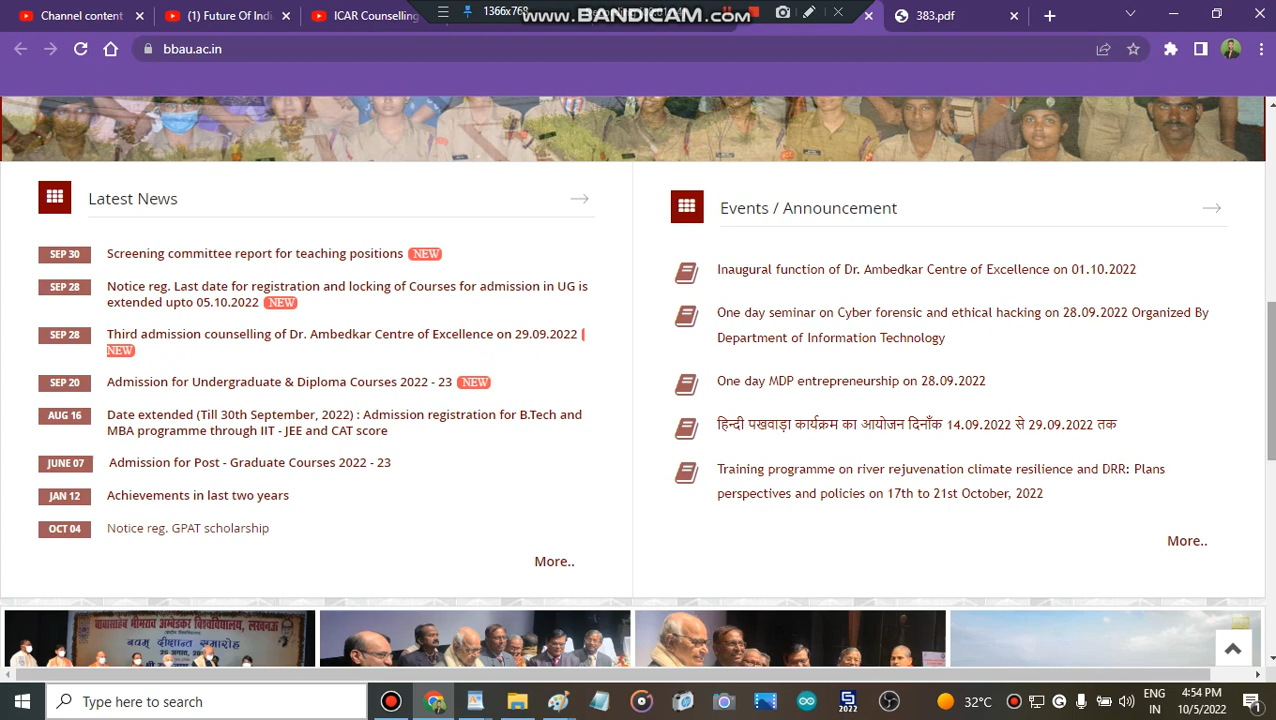 Channel content
(1) Future Of Indi
ICAR Counselling
1366x768
www.BANDICAM.com
383.pdf
bbau.ac.in
Latest News
SEP 30 Screening committee report for teaching positions NEW
SEP 28 Notice reg. Last date for registration and locking of Courses for admission in UG is
extended upto 05.10.2022 NEW
SEP 28 Third admission counselling of Dr. Ambedkar Centre of Excellence on 29.09.2022
NEW
SEP 20 Admission for Undergraduate & Diploma Courses 2022 - 23 NEW
AUG 16 Date extended (Till 30th September, 2022) : Admission registration for B.Tech and
MBA programme through IIT - JEE and CAT score
JUNE 07 Admission for Post - Graduate Courses 2022 - 23
JAN 12 Achievements in last two years
OCT 04 Notice reg. GPAT scholarship
More..
Events / Announcement
Inaugural function of Dr. Ambedkar Centre of Excellence on 01.10.2022
One day seminar on Cyber forensic and ethical hacking on 28.09.2022 Organized By
Department of Information Technology
One day MDP entrepreneurship on 28.09.2022
हिन्दी पखवाड़ा कार्यक्रम का आयोजन दिनाँक 14.09.2022 से 29.09.2022 तक
Training programme on river rejuvenation climate resilience and DRR: Plans
perspectives and policies on 17th to 21st October, 2022
More..
बाबासाहेब भीमराव अम्बेडकर विश्वविद्यालय, लखनऊ
नवम् दीक्षान्त समारोह
Type here to search
2022
32°C
ENG
IN
4:54 PM
10/5/2022
1